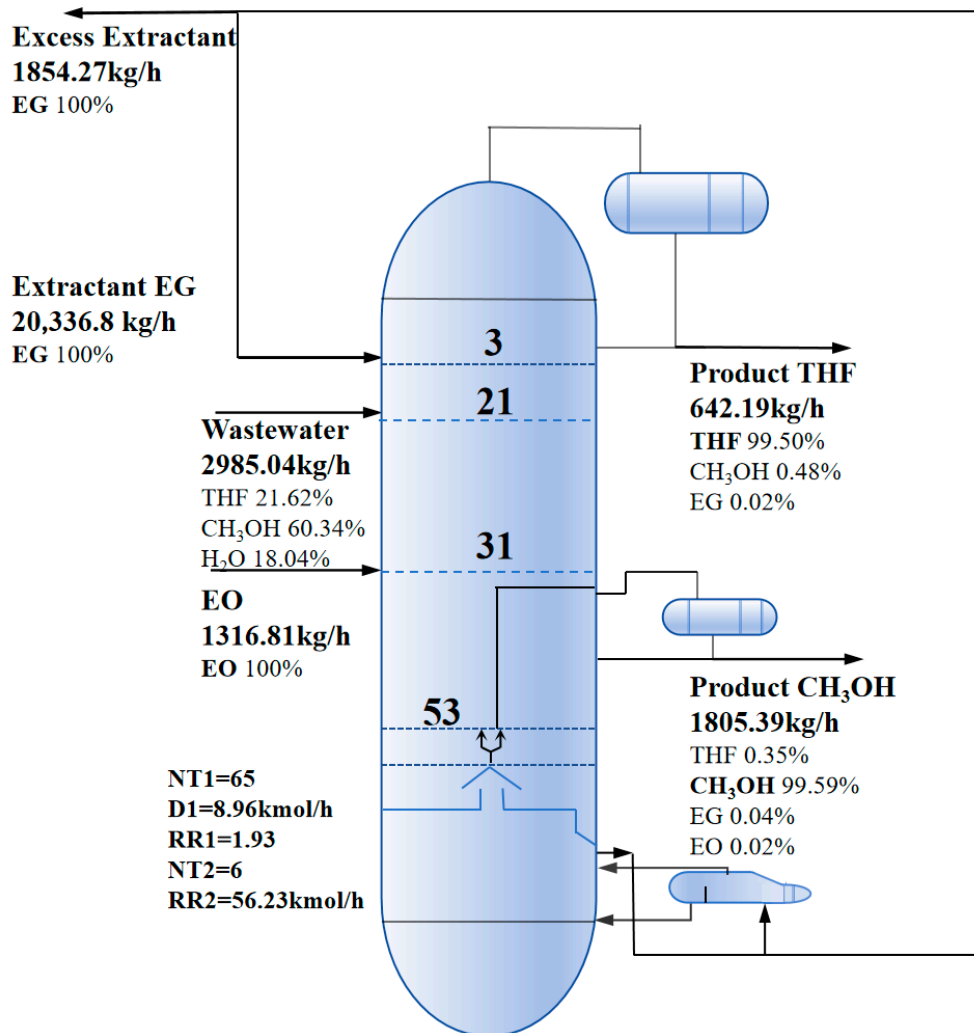 Excess Extractant
1854.27kg/h
EG 100%
Extractant EG
20,336.8 kg/h
EG 100%
3
21
Wastewater
2985.04kg/h
THF 21.62%
CH₃OH 60.34%
H₂O 18.04%
Product THF
642.19kg/h
THF 99.50%
CH₃OH 0.48%
EG 0.02%
31
EO
1316.81kg/h
EO 100%
53
Product CH₃OH
1805.39kg/h
THF 0.35%
CH₃OH 99.59%
EG 0.04%
EO 0.02%
NT1=65
D1=8.96kmol/h
RR1=1.93
NT2=6
RR2=56.23kmol/h